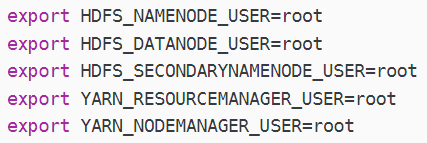 export HDFS_NAMENODE_USER=root
export HDFS_DATANODE_USER=root
export HDFS_SECONDARYNAMENODE_USER=root
export YARN_RESOURCEMANAGER_USER=root
export YARN_NODEMANAGER_USER=root